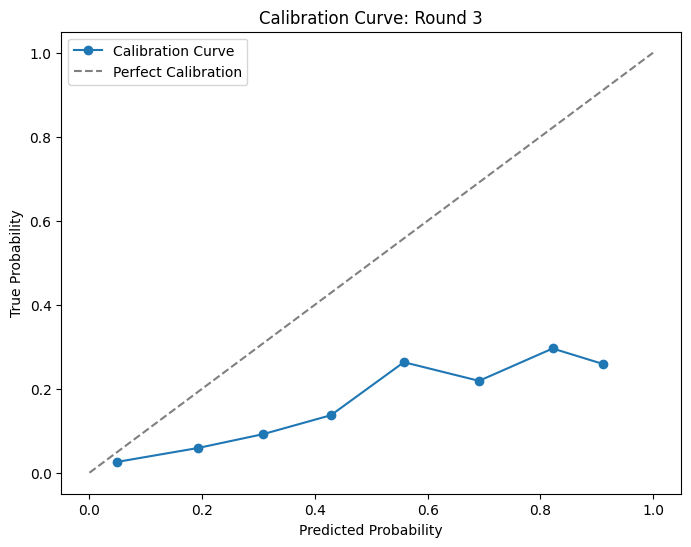 Calibration Curve: Round 3
Calibration Curve
Perfect Calibration
1.0
0.8
0.6
0.4
0.2
0.0
True Probability
0.0 0.2 0.4 0.6 0.8 1.0
Predicted Probability